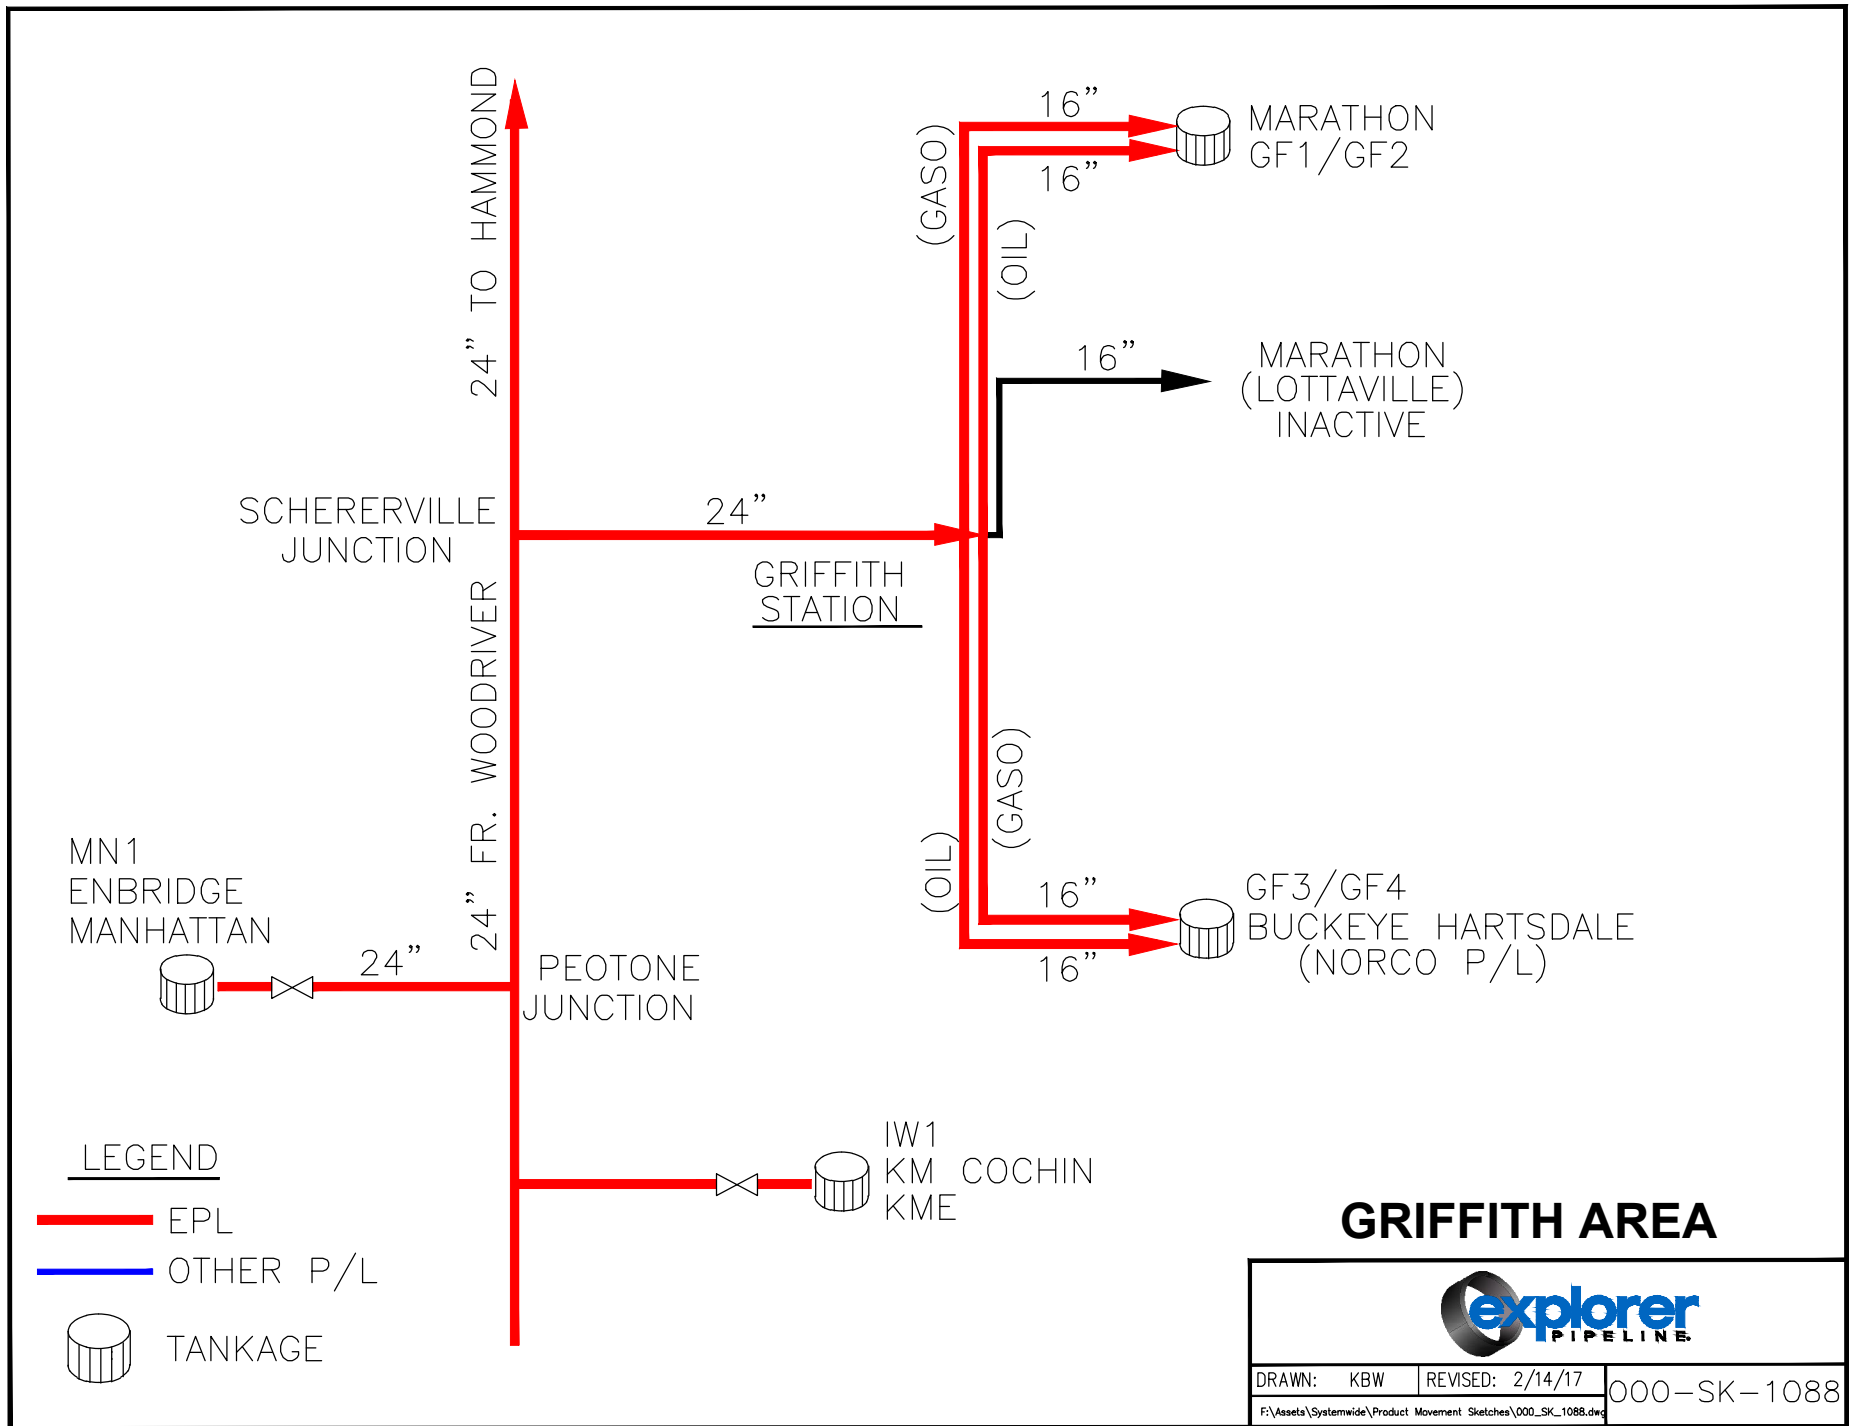 24" TO HAMMOND
16"
MARATHON
GF1/GF2
(GASO)
16"
(OIL)
16"
MARATHON
(LOTTAVILLE)
INACTIVE
SCHERERVILLE
JUNCTION
24"
GRIFFITH
STATION
24" FR. WOODRIVER
(GASO)
(OIL)
MN1
ENBRIDGE
MANHATTAN
24"
PEOTONE
JUNCTION
16"
16"
GF3/GF4
BUCKEYE HARTSDALE
(NORCO P/L)
IW1
KM COCHIN
KME
LEGEND
EPL
OTHER P/L
TANKAGE
GRIFFITH AREA
explorer
PIPELINE
DRAWN: KBW
REVISED: 2/14/17
000-SK-1088
F:\Assets\Systemwide\Product Movement Sketches\000_SK_1088.dwg